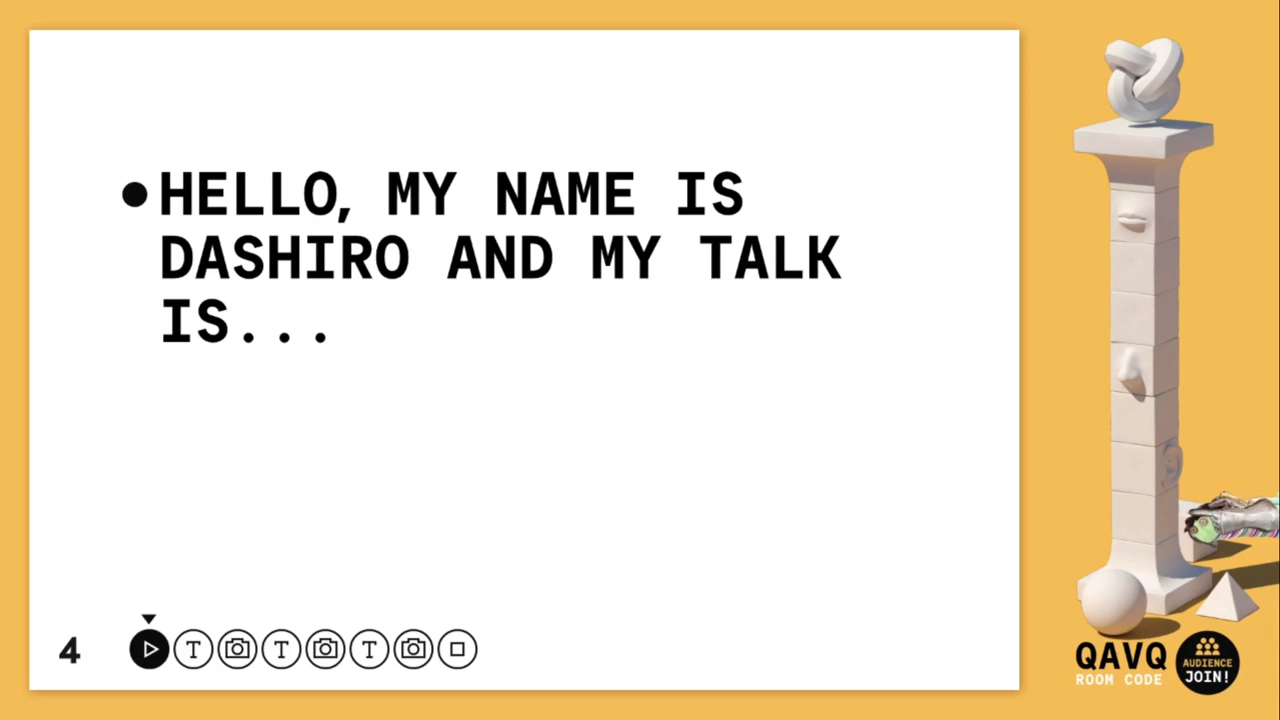 ●HELLO, MY NAME IS
DASHIRO AND MY TALK
IS...
4
T T T
QAVQ
ROOM CODE
AUDIENCE
JOIN!